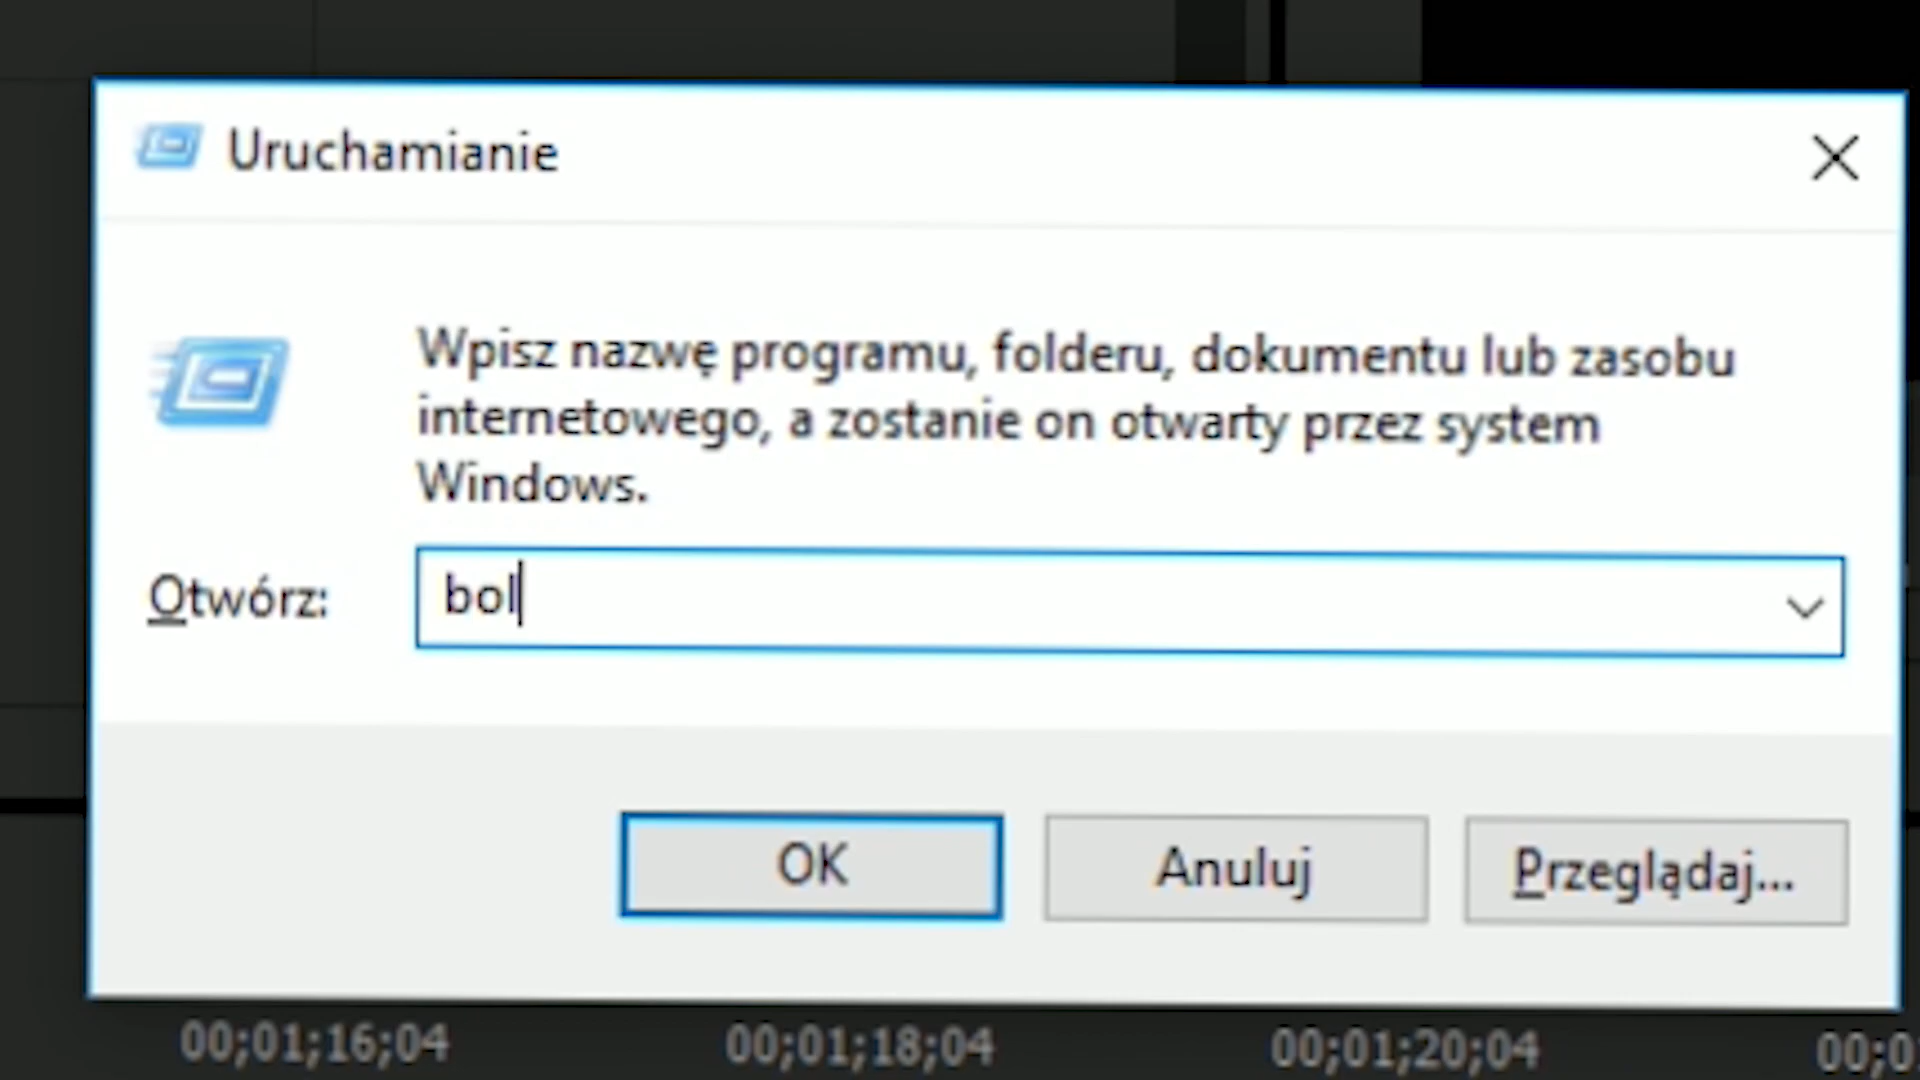 Uruchamianie
Wpisz nazwę programu, folderu, dokumentu lub zasobu
internetowego, a zostanie on otwarty przez system
Windows.
Otwórz:
bol
OK
Anuluj
Przeglądaj...
00;01;16;04
00;01;18;04
00;01;20;04